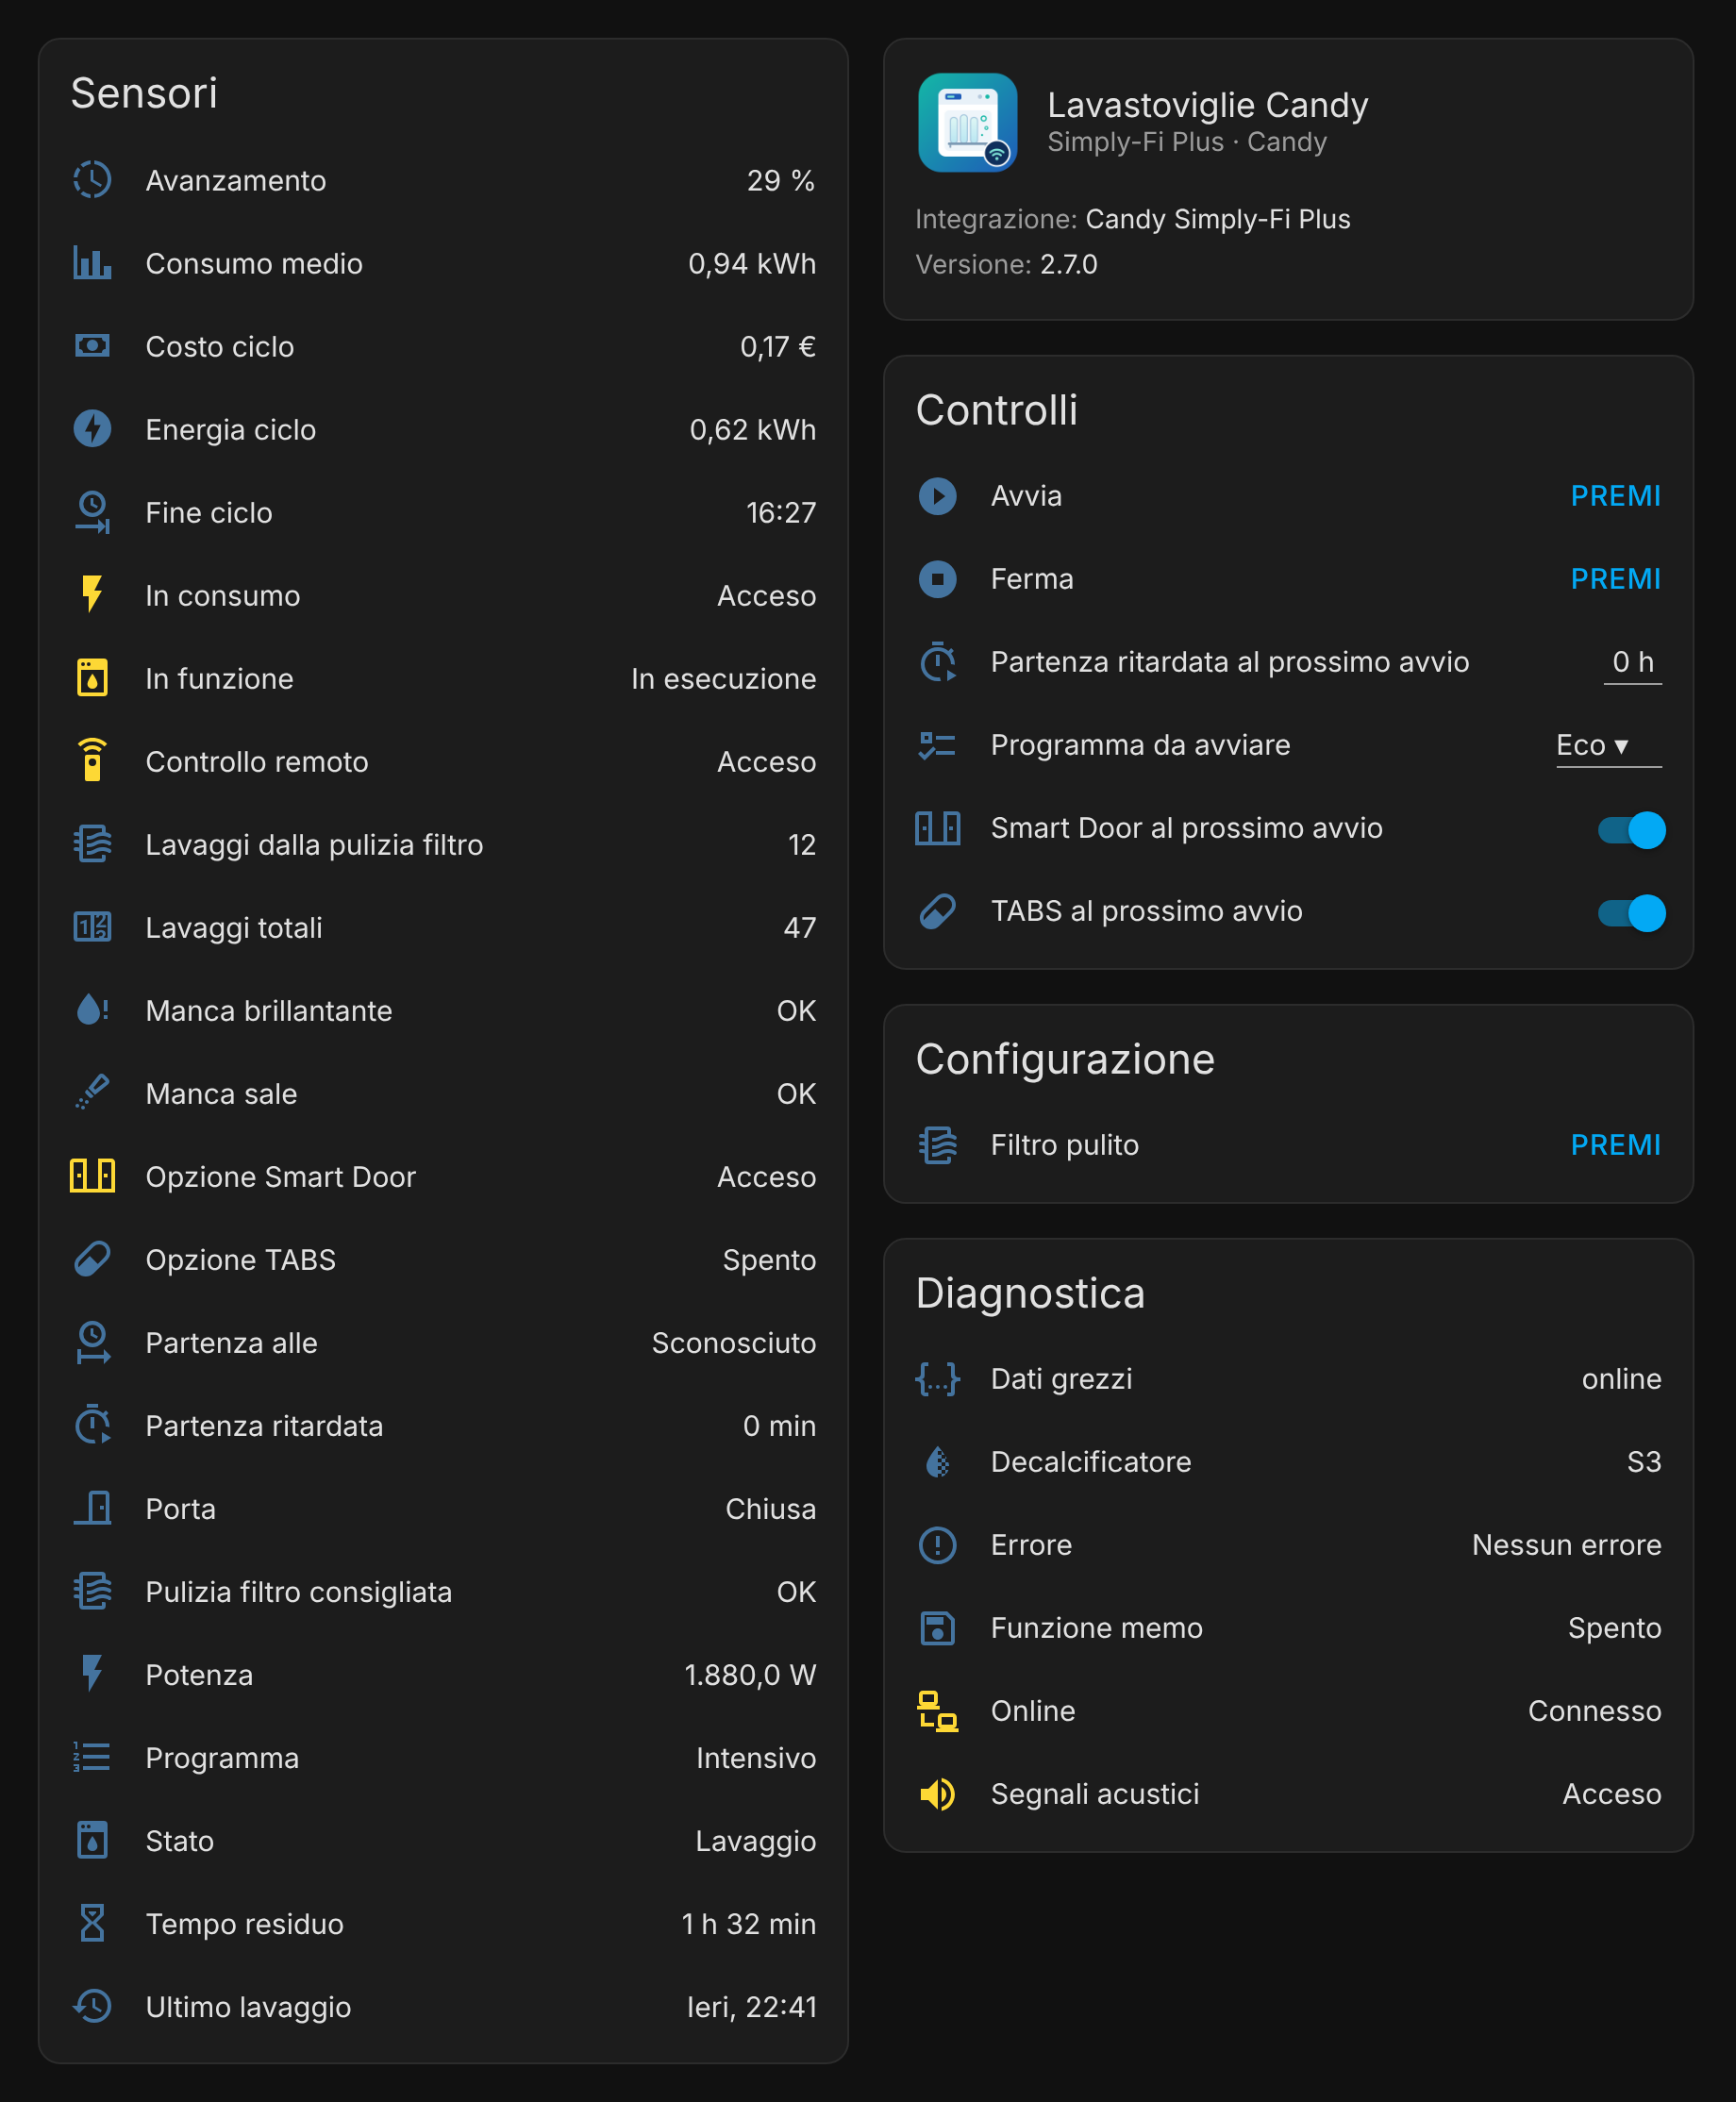 Sensori
Avanzamento 29 %
Consumo medio 0,94 kWh
Costo ciclo 0,17 €
Energia ciclo 0,62 kWh
Fine ciclo 16:27
In consumo Acceso
In funzione In esecuzione
Controllo remoto Acceso
Lavaggi dalla pulizia filtro 12
Lavaggi totali 47
Manca brillantante OK
Manca sale OK
Opzione Smart Door Acceso
Opzione TABS Spento
Partenza alle Sconosciuto
Partenza ritardata 0 min
Porta Chiusa
Pulizia filtro consigliata OK
Potenza 1.880,0 W
Programma Intensivo
Stato Lavaggio
Tempo residuo 1 h 32 min
Ultimo lavaggio Ieri, 22:41
Lavastoviglie Candy
Simply-Fi Plus · Candy
Integrazione: Candy Simply-Fi Plus
Versione: 2.7.0
Controlli
Avvia PREMI
Ferma PREMI
Partenza ritardata al prossimo avvio 0 h
Programma da avviare Eco ▾
Smart Door al prossimo avvio
TABS al prossimo avvio
Configurazione
Filtro pulito PREMI
Diagnostica
Dati grezzi online
Decalcificatore S3
Errore Nessun errore
Funzione memo Spento
Online Connesso
Segnali acustici Acceso